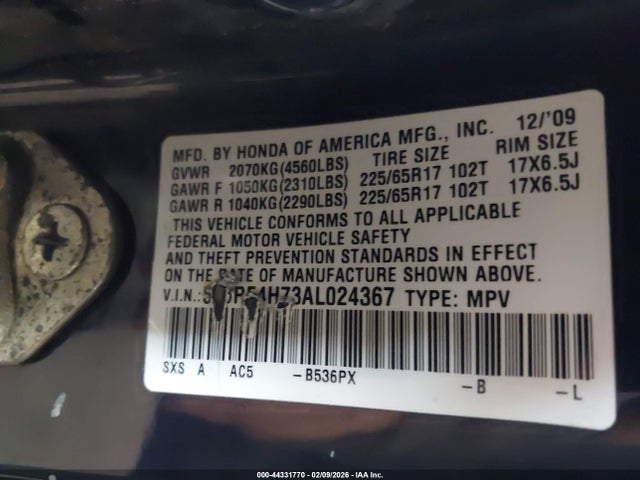 MFD. BY HONDA OF AMERICA MFG., INC. 12/'09
GVWR 2070KG(4560LBS) TIRE SIZE RIM SIZE
GAWR F 1050KG(2310LBS) 225/65R17 102T 17X6.5J
GAWR R 1040KG(2290LBS) 225/65R17 102T 17X6.5J
THIS VEHICLE CONFORMS TO ALL APPLICABLE
FEDERAL MOTOR VEHICLE SAFETY
AND THEFT PREVENTION STANDARDS IN EFFECT
ON THE DATE OF MANUFACTURE SHOWN ABOVE.
V.I.N.: TYPE: MPV
SXS A AC5 -B536PX -B -L
000-44331770 - 02/09/2026 - IAA Inc.